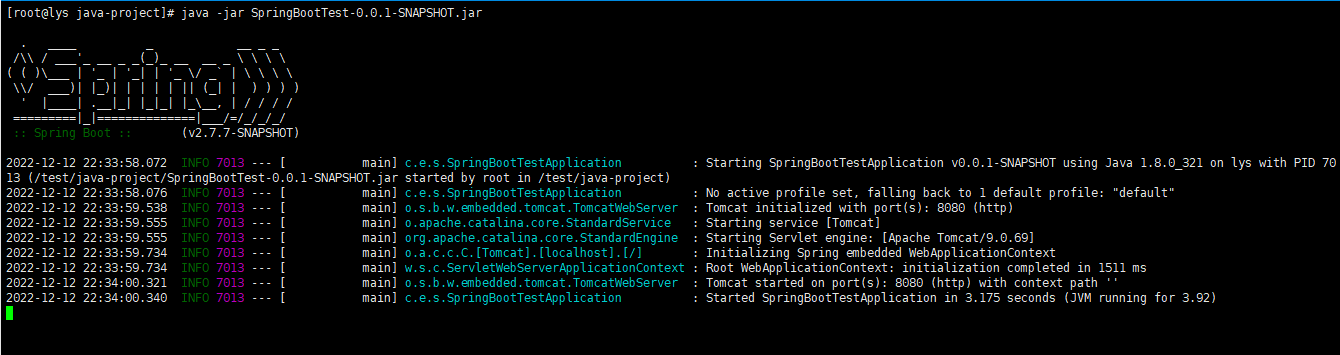 [root@lys java-project]# java -jar SpringBootTest-0.0.1-SNAPSHOT.jar
  .   ____          _            __ _ _
 /\\ / ___'_ __ _ _(_)_ __  __ _ \ \ \ \
( ( )\___ | '_ | '_| | '_ \/ _` | \ \ \ \
 \\/  ___)| |_)| | | | | || (_| |  ) ) ) )
  '  |____| .__|_| |_|_| |_\__, | / / / /
 =========|_|==============|___/=/_/_/_/
 :: Spring Boot ::       (v2.7.7-SNAPSHOT)
2022-12-12 22:33:58.072  INFO 7013 --- [           main] c.e.s.SpringBootTestApplication          : Starting SpringBootTestApplication v0.0.1-SNAPSHOT using Java 1.8.0_321 on lys with PID 70
13 (/test/java-project/SpringBootTest-0.0.1-SNAPSHOT.jar started by root in /test/java-project)
2022-12-12 22:33:58.076  INFO 7013 --- [           main] c.e.s.SpringBootTestApplication          : No active profile set, falling back to 1 default profile: "default"
2022-12-12 22:33:59.538  INFO 7013 --- [           main] o.s.b.w.embedded.tomcat.TomcatWebServer  : Tomcat initialized with port(s): 8080 (http)
2022-12-12 22:33:59.555  INFO 7013 --- [           main] o.apache.catalina.core.StandardService   : Starting service [Tomcat]
2022-12-12 22:33:59.555  INFO 7013 --- [           main] org.apache.catalina.core.StandardEngine  : Starting Servlet engine: [Apache Tomcat/9.0.69]
2022-12-12 22:33:59.734  INFO 7013 --- [           main] o.a.c.c.C.[Tomcat].[localhost].[/]       : Initializing Spring embedded WebApplicationContext
2022-12-12 22:33:59.734  INFO 7013 --- [           main] w.s.c.ServletWebServerApplicationContext : Root WebApplicationContext: initialization completed in 1511 ms
2022-12-12 22:34:00.321  INFO 7013 --- [           main] o.s.b.w.embedded.tomcat.TomcatWebServer  : Tomcat started on port(s): 8080 (http) with context path ''
2022-12-12 22:34:00.340  INFO 7013 --- [           main] c.e.s.SpringBootTestApplication          : Started SpringBootTestApplication in 3.175 seconds (JVM running for 3.92)